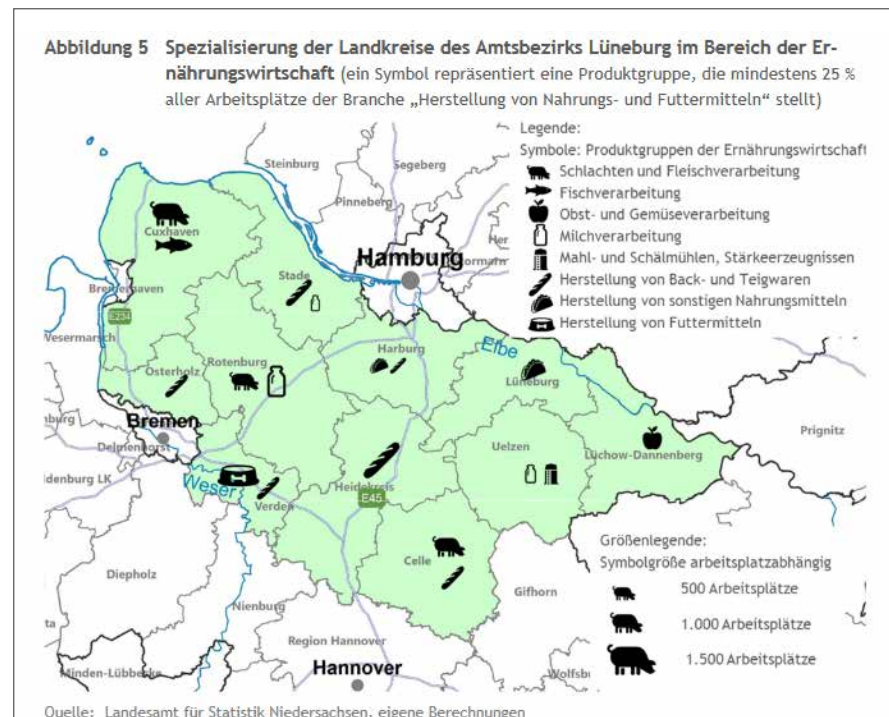 Abbildung 5 Spezialisierung der Landkreise des Amtsbezirks Lüneburg im Bereich der Er-
nährungswirtschaft (ein Symbol repräsentiert eine Produktgruppe, die mindestens 25 %
aller Arbeitsplätze der Branche „Herstellung von Nahrungs- und Futtermitteln“ stellt)
Legende:
Symbole: Produktgruppen der Ernährungswirtschaft
Schlachten und Fleischverarbeitung
Fischverarbeitung
Obst- und Gemüseverarbeitung
Milchverarbeitung
Mahl- und Schälmühlen, Stärkeerzeugnissen
Herstellung von Back- und Teigwaren
Herstellung von sonstigen Nahrungsmitteln
Herstellung von Futtermitteln
Steinburg
Segeberg
Pinneberg
Cuxhaven
Hamburg
Stade
Bremerhaven
E234
Wesermarsch
Osterholz
Rotenburg
Harburg
Elbe
Lüneburg
Prignitz
Bremen
Delmenhorst
ldenburg LK
Weser
Verden
Heidekreis
E45
Uelzen
Lüchow-Dannenberg
Celle
Diepholz
Nienburg
Gifhorn
Region Hannover
Hannover
Minden-Lübbecke
Wolfsb
Größenlegende:
Symbolgröße arbeitsplatzabhängig
500 Arbeitsplätze
1.000 Arbeitsplätze
1.500 Arbeitsplätze
Quelle: Landesamt für Statistik Niedersachsen, eigene Berechnungen